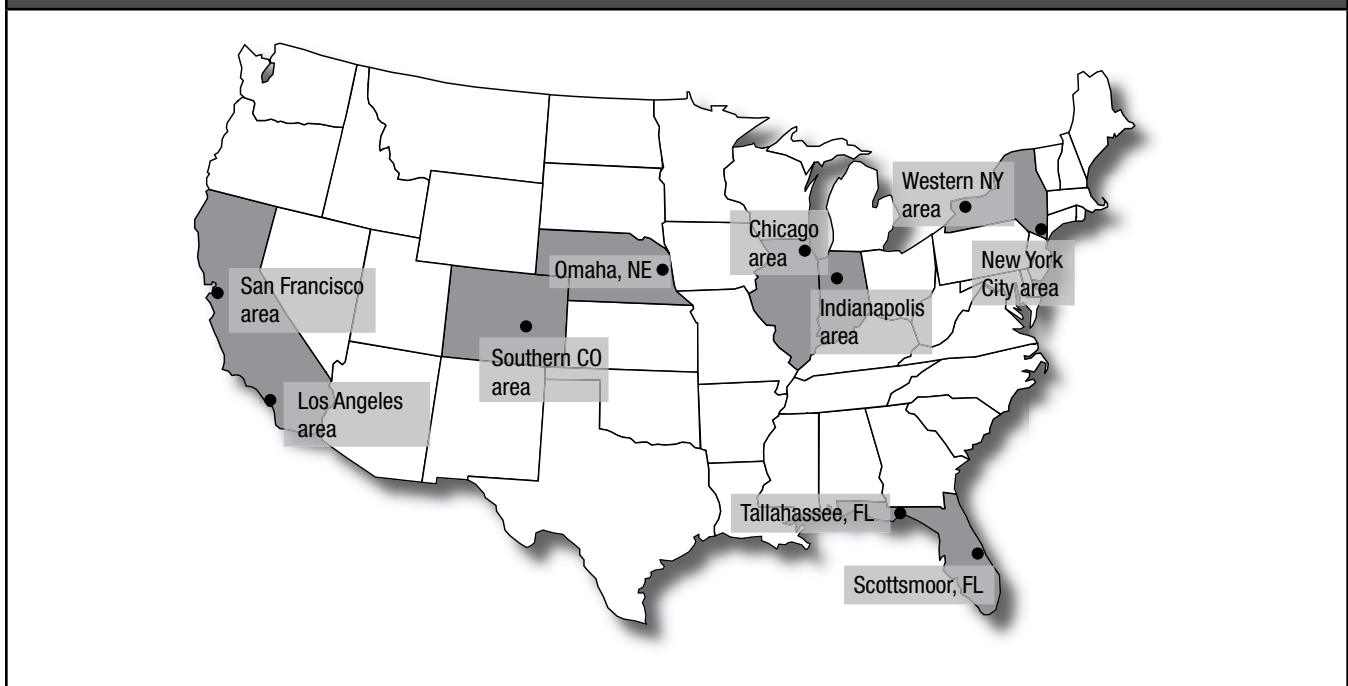 Western NY
area
Chicago
area
New York
City area
Omaha, NE
San Francisco
area
Indianapolis
area
Southern CO
area
Los Angeles
area
Tallahassee, FL
Scottsmoor, FL